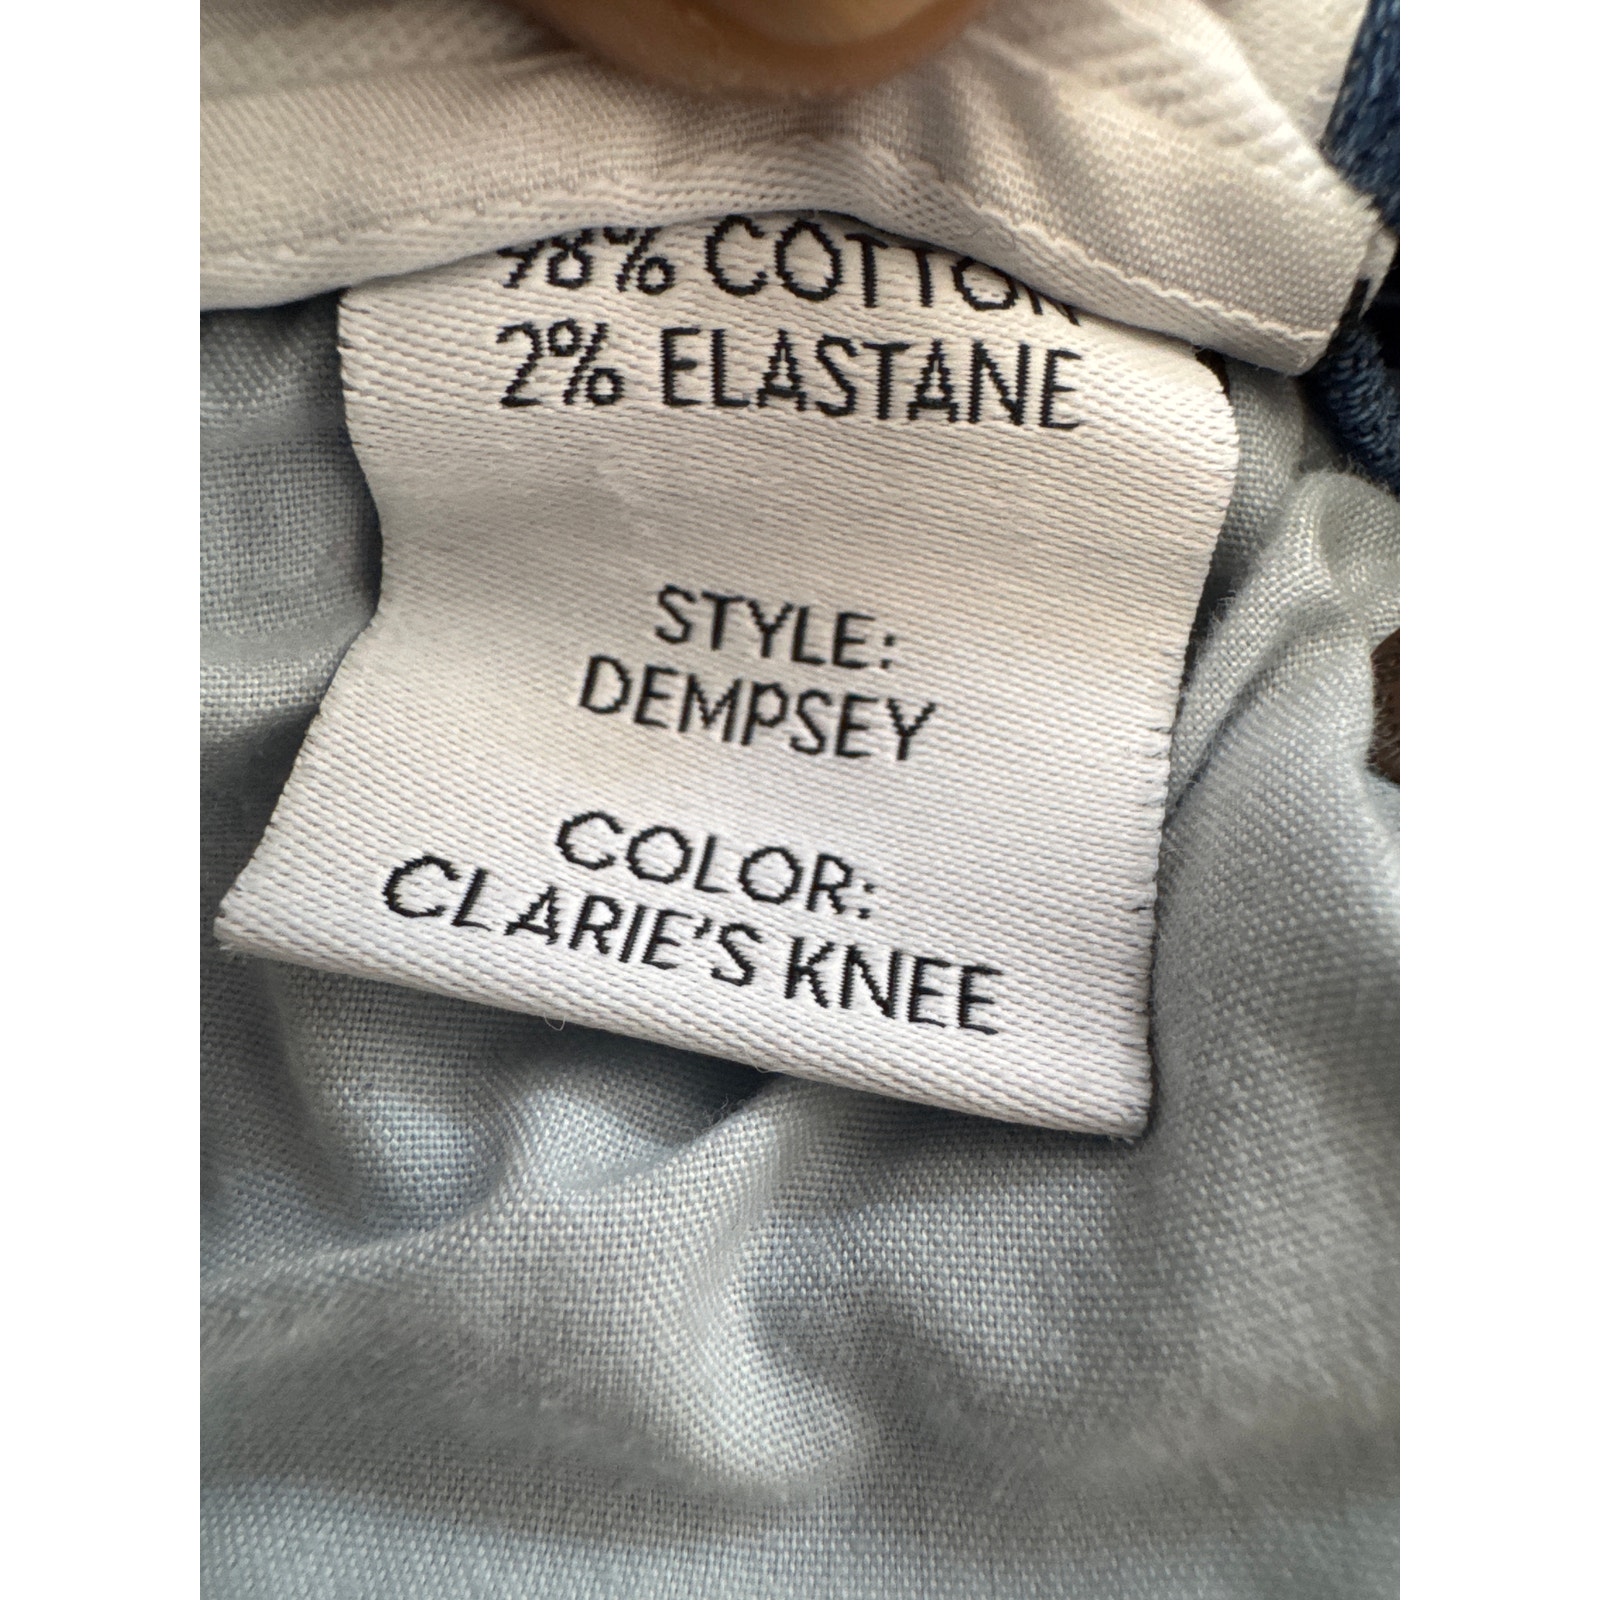 98% COTTON
2% ELASTANE
STYLE:
DEMPSEY
COLOR:
CLARIE'S KNEE